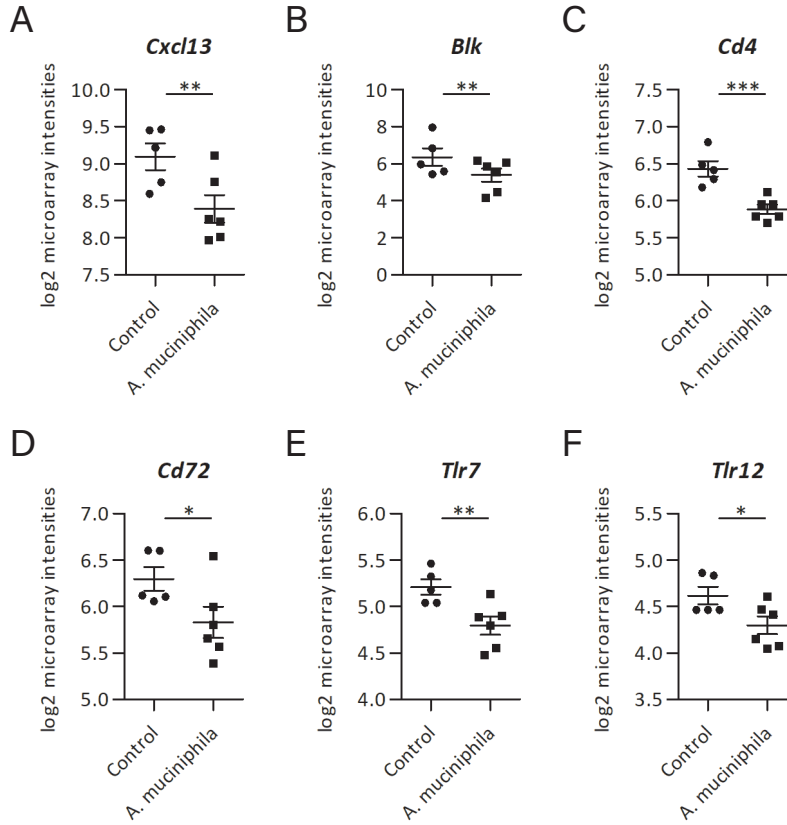 A
Cxcl13
**
log2 microarray intensities
10.0
9.5
9.0
8.5
8.0
7.5
Control
A. muciniphila
B
Blk
**
log2 microarray intensities
10
8
6
4
2
0
Control
A. muciniphila
C
Cd4
***
log2 microarray intensities
7.5
7.0
6.5
6.0
5.5
5.0
Control
A. muciniphila
D
Cd72
*
log2 microarray intensities
7.0
6.5
6.0
5.5
5.0
Control
A. muciniphila
E
Tlr7
**
log2 microarray intensities
6.0
5.5
5.0
4.5
4.0
Control
A. muciniphila
F
Tlr12
*
log2 microarray intensities
5.5
5.0
4.5
4.0
3.5
Control
A. muciniphila